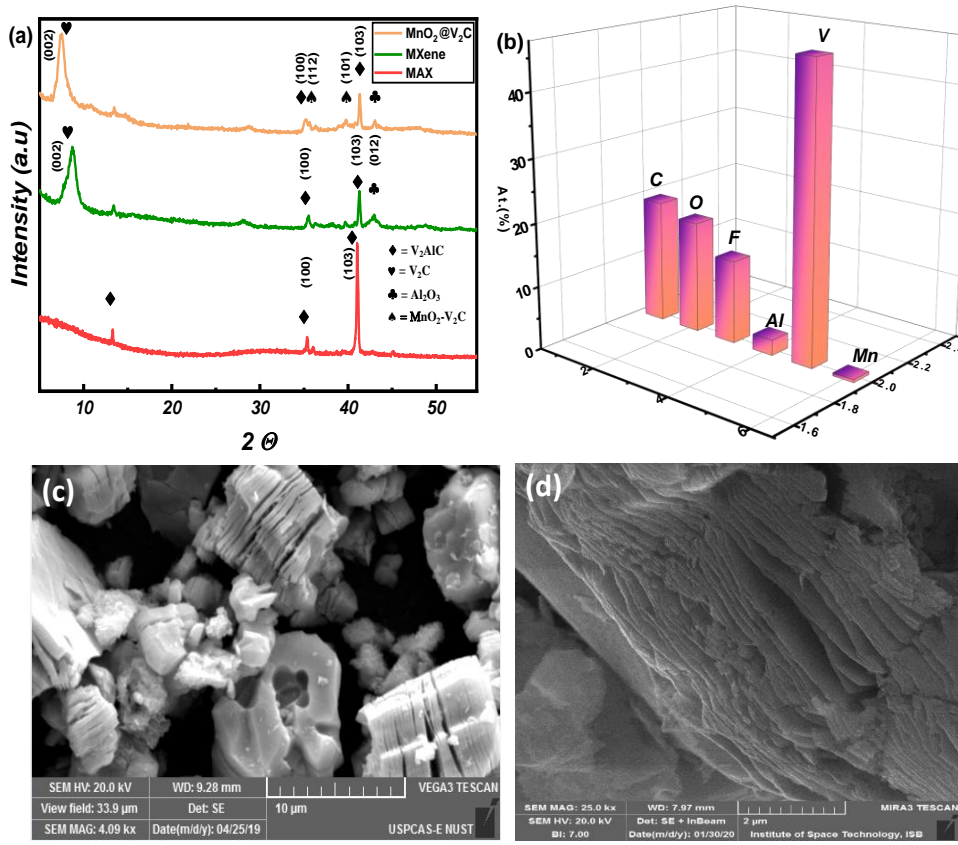 (a)
MnO₂@V₂C
MXene
MAX
(002)
(100)
(112)
(101)
(103)
(002)
(100)
(103)
(012)
(100)
(103)
= V₂AlC
= V₂C
= Al₂O₃
= MnO₂-V₂C
Intensity (a.u)
10 20 30 40 50
2 Θ
(b)
V
C
O
F
Al
Mn
At.(%)
40
30
20
10
0
2
4
6
1.6
1.8
2.0
2.2
(c)
SEM HV: 20.0 kV WD: 9.28 mm VEGA3 TESCAN
View field: 33.9 µm Det: SE 10 µm
SEM MAG: 4.09 kx Date(m/d/y): 04/25/19 USPCAS-E NUST
(d)
SEM MAG: 25.0 kx WD: 7.97 mm MIRA3 TESCAN
SEM HV: 20.0 kV Det: SE + InBeam 2 µm
BI: 7.00 Date(m/d/y): 01/30/20 Institute of Space Technology, ISB